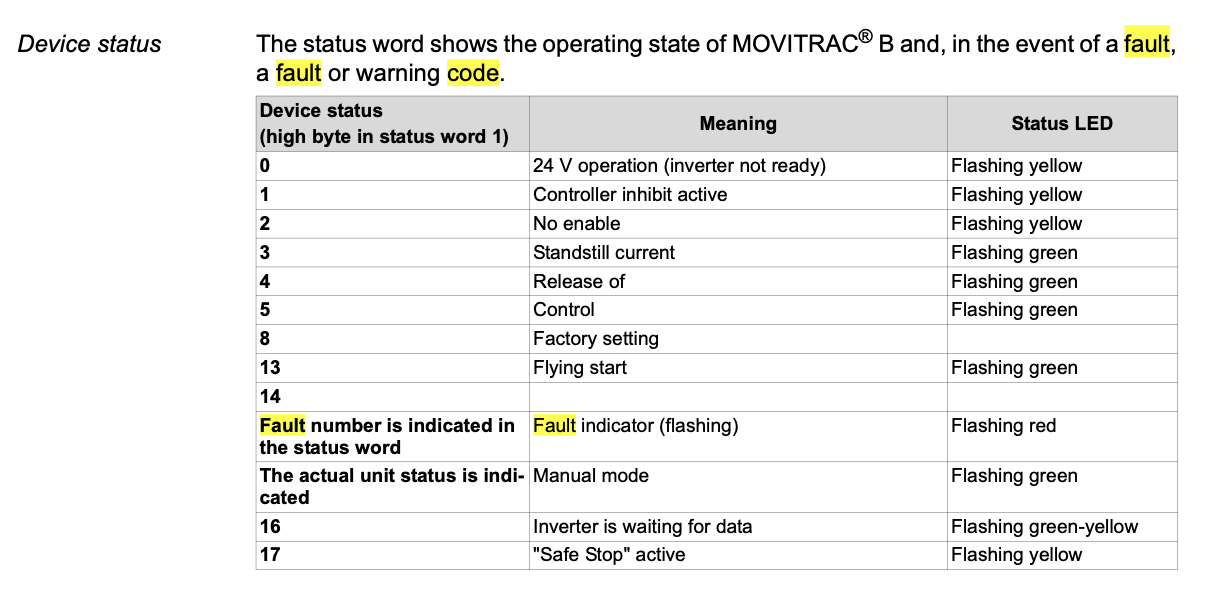 Device status
The status word shows the operating state of MOVITRAC® B and, in the event of a fault,
a fault or warning code.
Device status
(high byte in status word 1)
Meaning
Status LED
0 24 V operation (inverter not ready) Flashing yellow
1 Controller inhibit active Flashing yellow
2 No enable Flashing yellow
3 Standstill current Flashing green
4 Release of Flashing green
5 Control Flashing green
8 Factory setting
13 Flying start Flashing green
14
Fault number is indicated in Fault indicator (flashing) Flashing red
the status word
The actual unit status is indi- Manual mode Flashing green
cated
16 Inverter is waiting for data Flashing green-yellow
17 "Safe Stop" active Flashing yellow